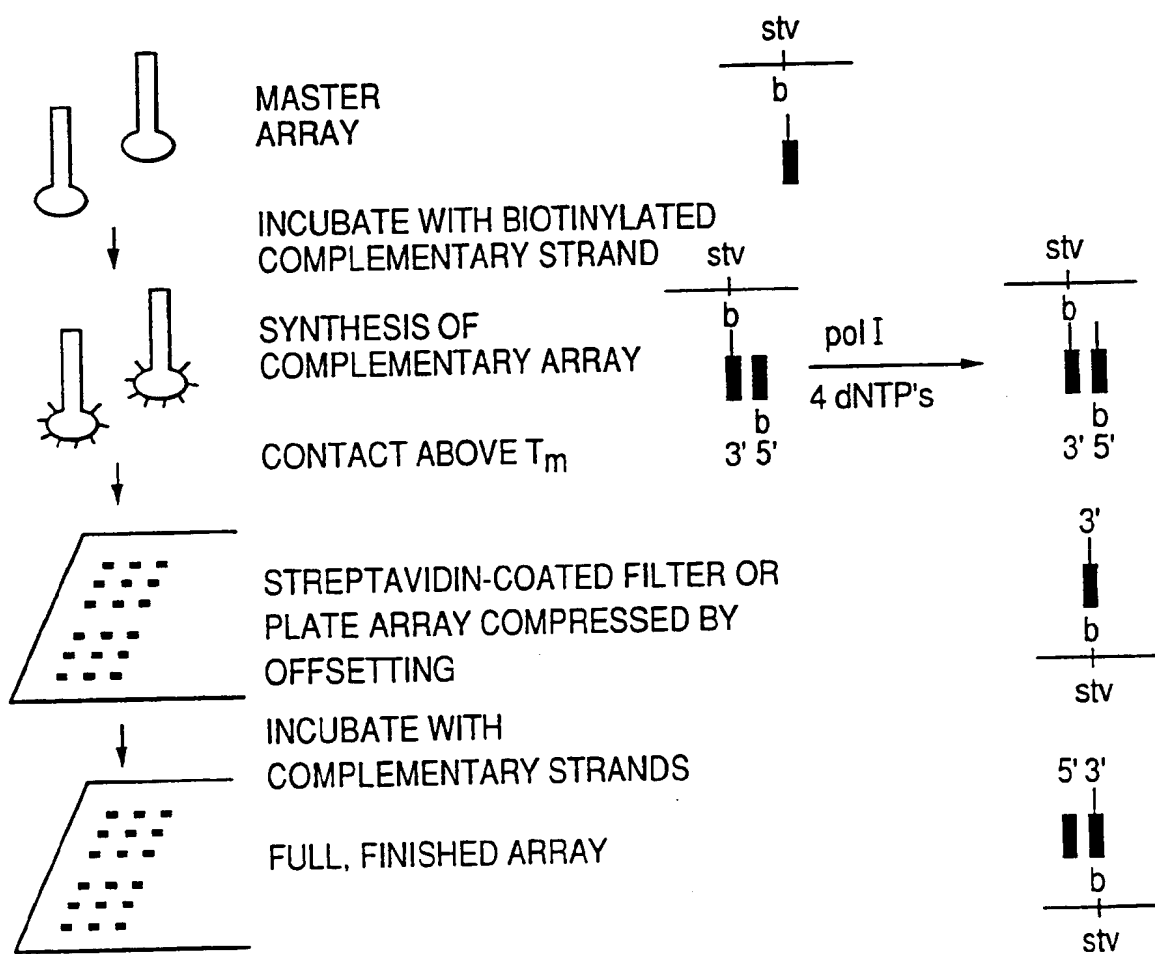 stv
b
MASTER
ARRAY
INCUBATE WITH BIOTINYLATED
COMPLEMENTARY STRAND
stv
b
stv
b
SYNTHESIS OF
COMPLEMENTARY ARRAY
pol I
4 dNTP's
b
b
3' 5'
3' 5'
CONTACT ABOVE Tm
3'
STREPTAVIDIN-COATED FILTER OR
PLATE ARRAY COMPRESSED BY
OFFSETTING
b
stv
INCUBATE WITH
COMPLEMENTARY STRANDS
5' 3'
FULL, FINISHED ARRAY
b
stv